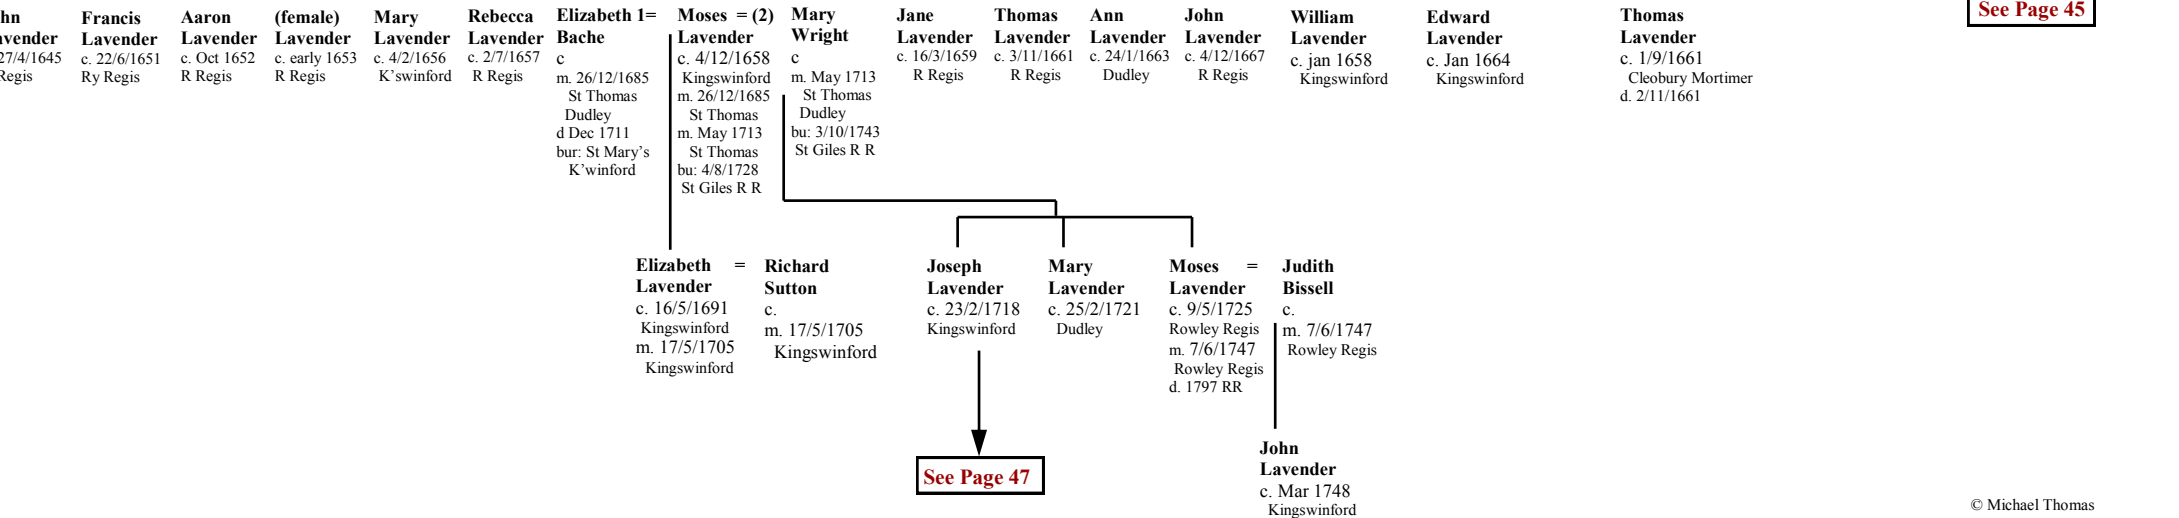 hn
avender
27/4/1645
Regis
Francis
Lavender
c. 22/6/1651
Ry Regis
Aaron
Lavender
c. Oct 1652
R Regis
(female)
Lavender
c. early 1653
R Regis
Mary
Lavender
c. 4/2/1656
K’swinford
Rebecca
Lavender
c. 2/7/1657
R Regis
Elizabeth 1=
Bache
c
m. 26/12/1685
St Thomas
Dudley
d Dec 1711
bur: St Mary’s
K’winford
Moses = (2)
Lavender
c. 4/12/1658
Kingswinford
m. 26/12/1685
St Thomas
m. May 1713
St Thomas
bu: 4/8/1728
St Giles R R
Mary
Wright
c
m. May 1713
St Thomas
Dudley
bu: 3/10/1743
St Giles R R
Jane
Lavender
c. 16/3/1659
R Regis
Thomas
Lavender
c. 3/11/1661
R Regis
Ann
Lavender
c. 24/1/1663
Dudley
John
Lavender
c. 4/12/1667
R Regis
William
Lavender
c. jan 1658
Kingswinford
Edward
Lavender
c. Jan 1664
Kingswinford
Thomas
Lavender
c. 1/9/1661
Cleobury Mortimer
d. 2/11/1661
See Page 45
Elizabeth =
Lavender
c. 16/5/1691
Kingswinford
m. 17/5/1705
Kingswinford
Richard
Sutton
c.
m. 17/5/1705
Kingswinford
Joseph
Lavender
c. 23/2/1718
Kingswinford
Mary
Lavender
c. 25/2/1721
Dudley
Moses =
Lavender
c. 9/5/1725
Rowley Regis
m. 7/6/1747
Rowley Regis
d. 1797 RR
Judith
Bissell
c.
m. 7/6/1747
Rowley Regis
See Page 47
John
Lavender
c. Mar 1748
Kingswinford
© Michael Thomas